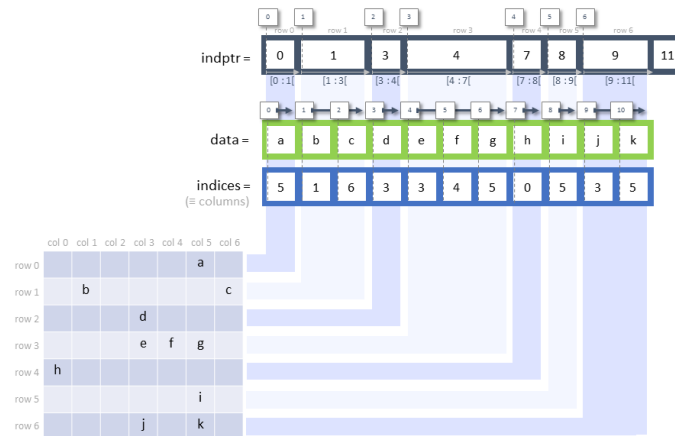 0 1 2 3 4 5 6
row 0 row 1 row 2 row 3 row 4 row 5 row 6
indptr = 0 1 3 4 7 8 9 11
[0 : 1[ [1 : 3[ [3 : 4[ [4 : 7[ [7 : 8[ [8 : 9[ [9 : 11[
0 1 2 3 4 5 6 7 8 9 10
data = a b c d e f g h i j k
indices = 5 1 6 3 3 4 5 0 5 3 5
(≡ columns)
col 0 col 1 col 2 col 3 col 4 col 5 col 6
row 0 a
row 1 b c
row 2 d
row 3 e f g
row 4 h
row 5 i
row 6 j k